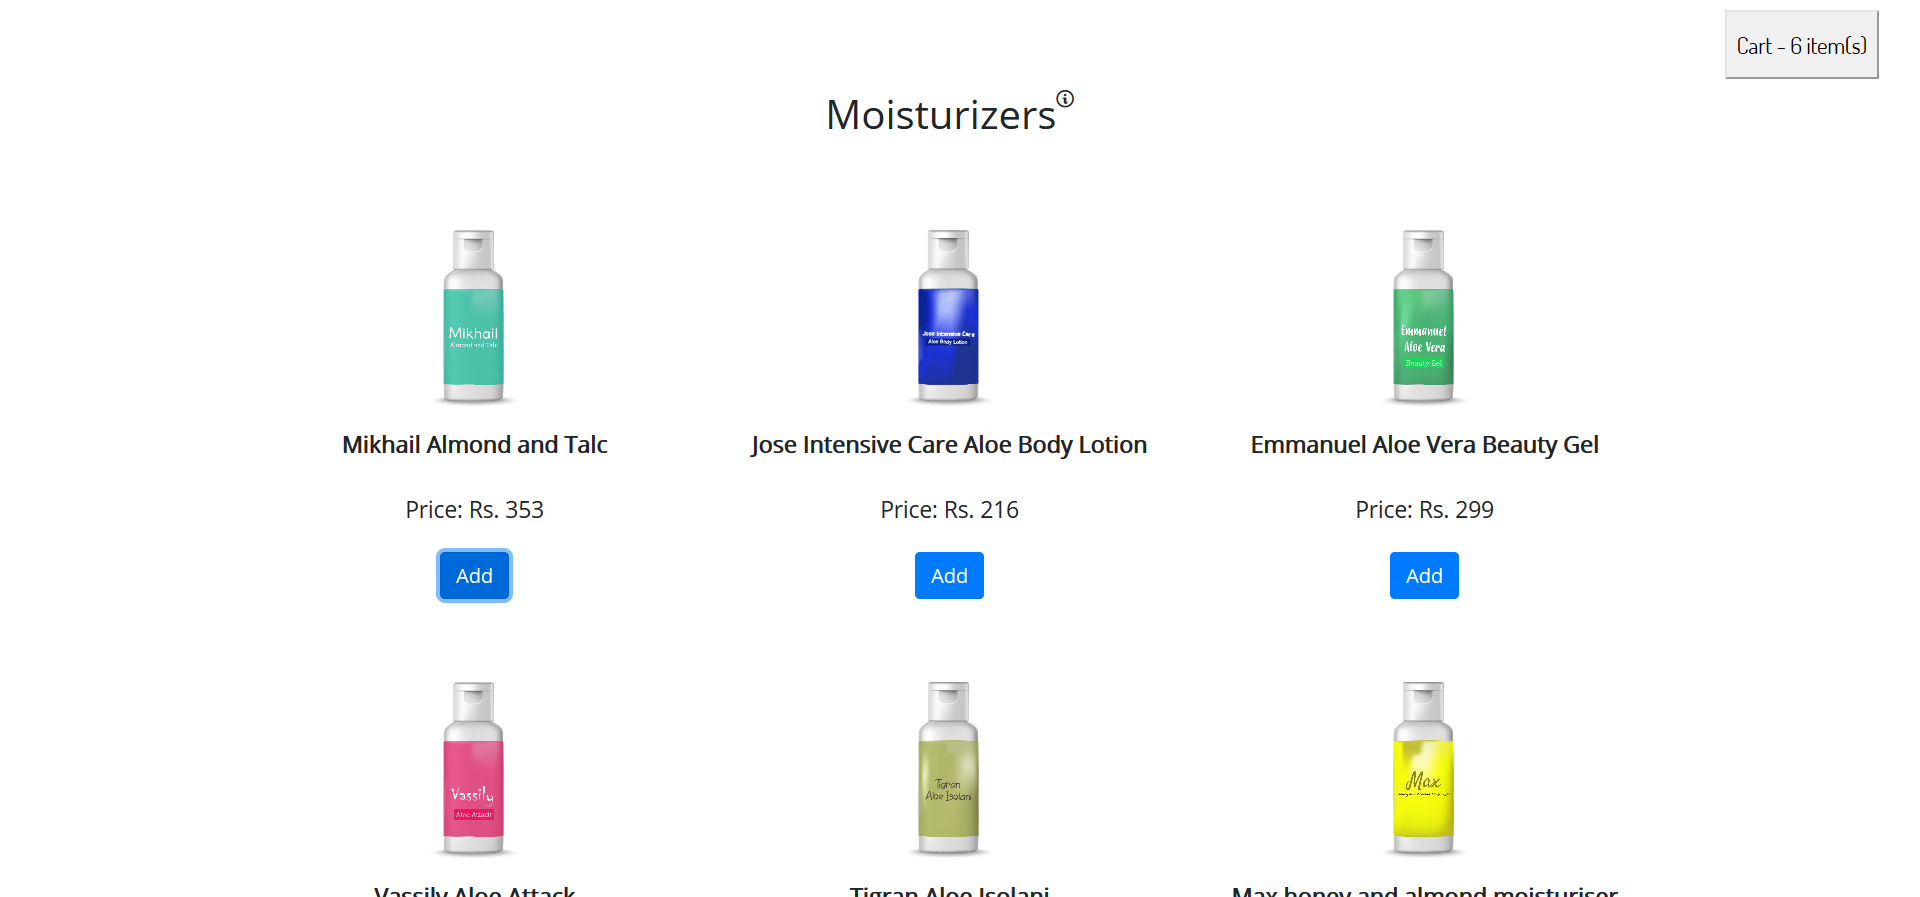 Cart - 6 item(s)
Moisturizers
Mikhail
Almond and Talc
Jose Intensive Care
Aloe Body Lotion
Emmanuel
Aloe Vera
Beauty Gel
Mikhail Almond and Talc
Jose Intensive Care Aloe Body Lotion
Emmanuel Aloe Vera Beauty Gel
Price: Rs. 353
Price: Rs. 216
Price: Rs. 299
Add
Add
Add
Vassily
Aloe Attack
Tigran
Aloe Isolani
Max
Vassily Aloe Attack
Tigran Aloe Isolani
Max honey and almond moisturiser